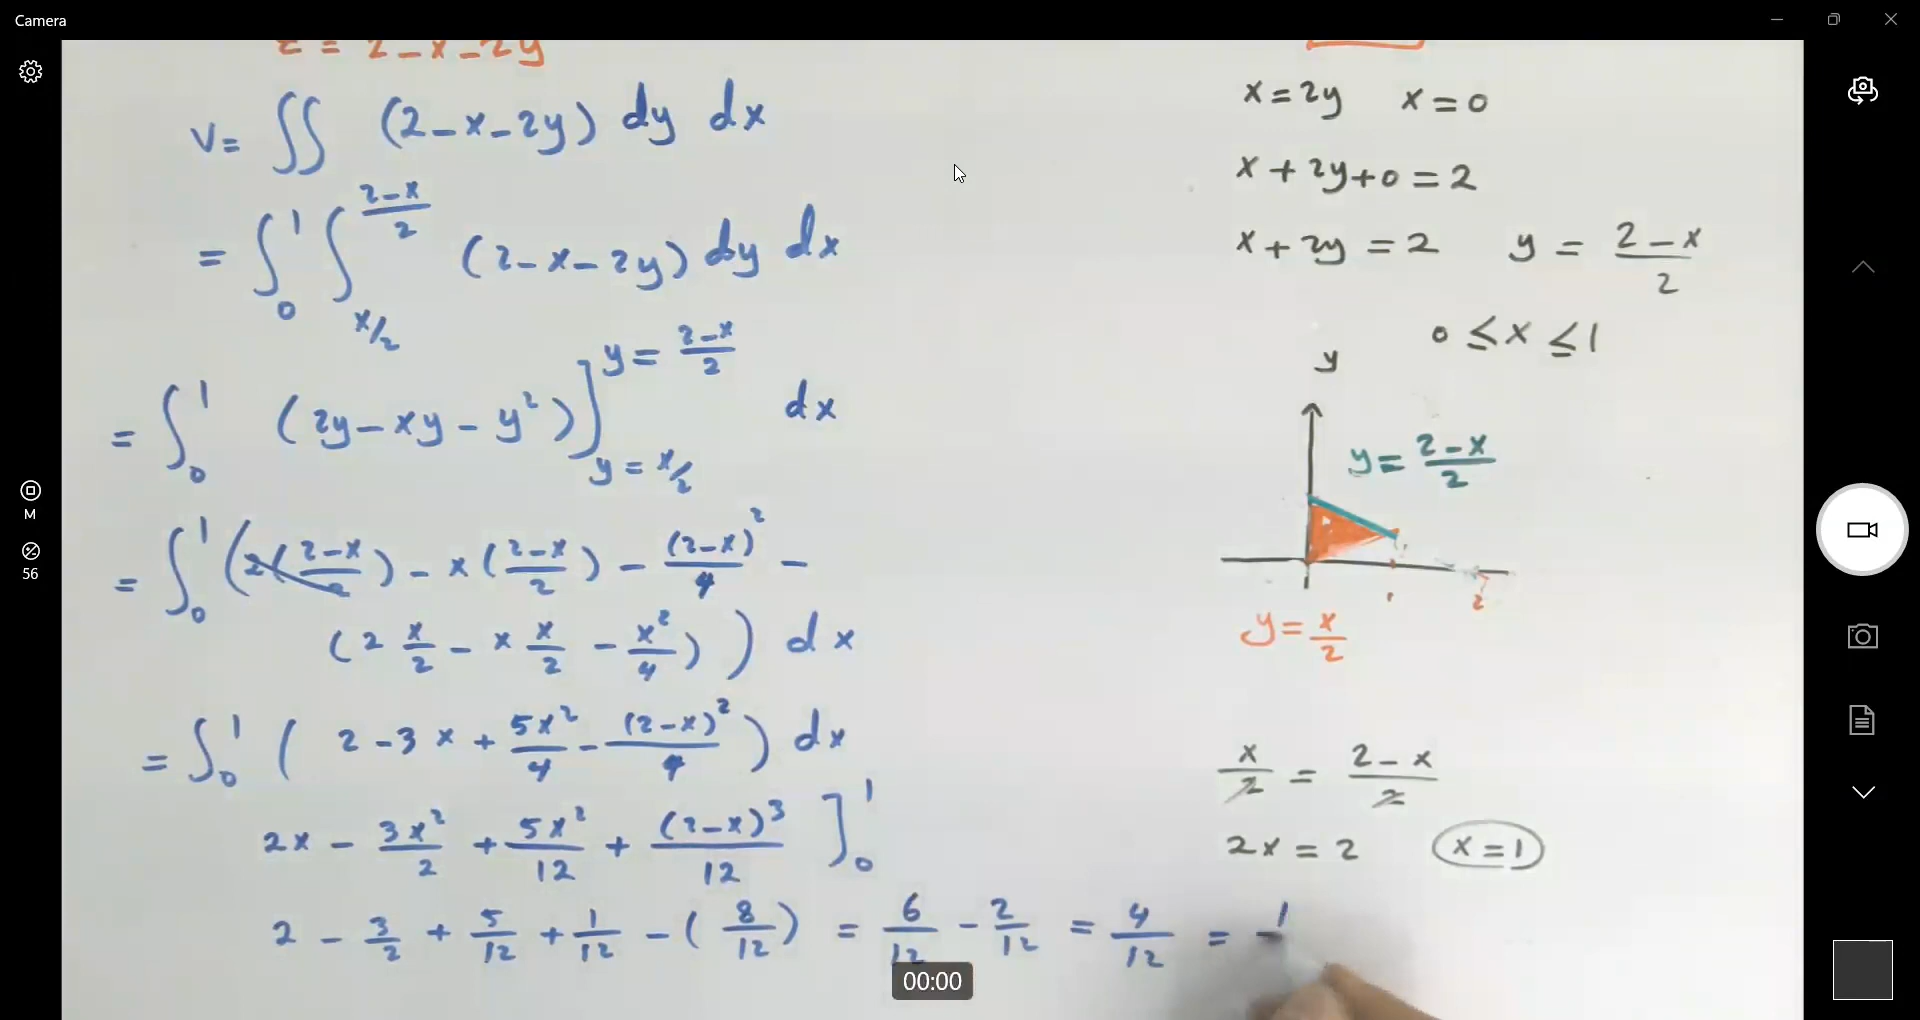 Camera
z = 2-x-2y
V= ∬ (2-x-2y) dy dx
= ∫₀¹ ∫_{x/2}^{(2-x)/2} (2-x-2y) dy dx
= ∫₀¹ (2y-xy-y²)]_{y=x/2}^{y=(2-x)/2} dx
= ∫₀¹ (2((2-x)/2) - x((2-x)/2) - (2-x)²/4 -
(2 x/2 - x x/2 - x²/4)) dx
= ∫₀¹ ( 2-3x + 5x²/4 - (2-x)²/4 ) dx
2x - 3x²/2 + 5x²/12 + (2-x)³/12 ]₀¹
2 - 3/2 + 5/12 + 1/12 - (8/12) = 6/12 - 2/12 = 4/12 = 1
x=2y x=0
x+2y+0=2
x+2y=2 y = (2-x)/2
0≤x≤1
y
y=(2-x)/2
1
2
y=x/2
x/2 = (2-x)/2
2x=2 x=1
M
56
00:00